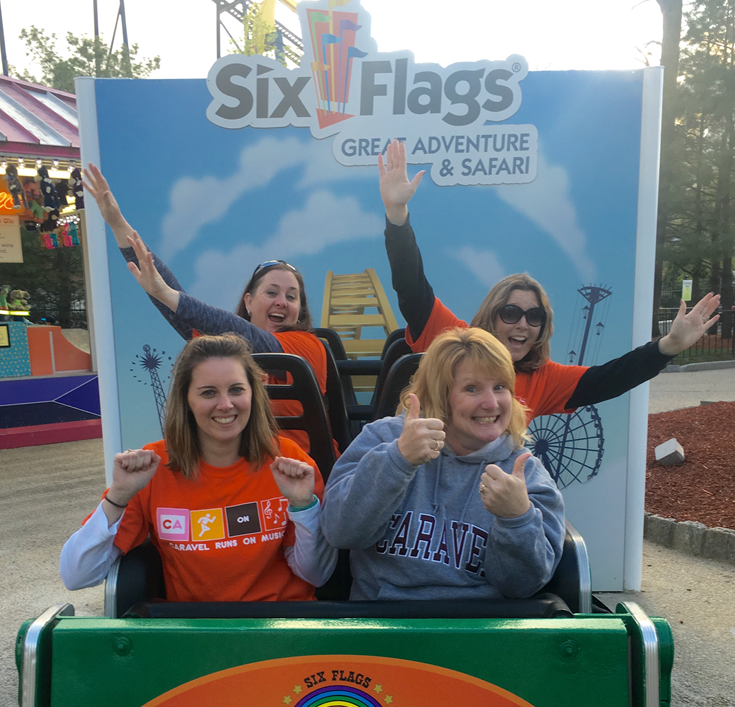 Six Flags®
GREAT ADVENTURE
& SAFARI
CA ON
CARAVEL RUNS ON MUSIC
CARAVEL
SIX FLAGS